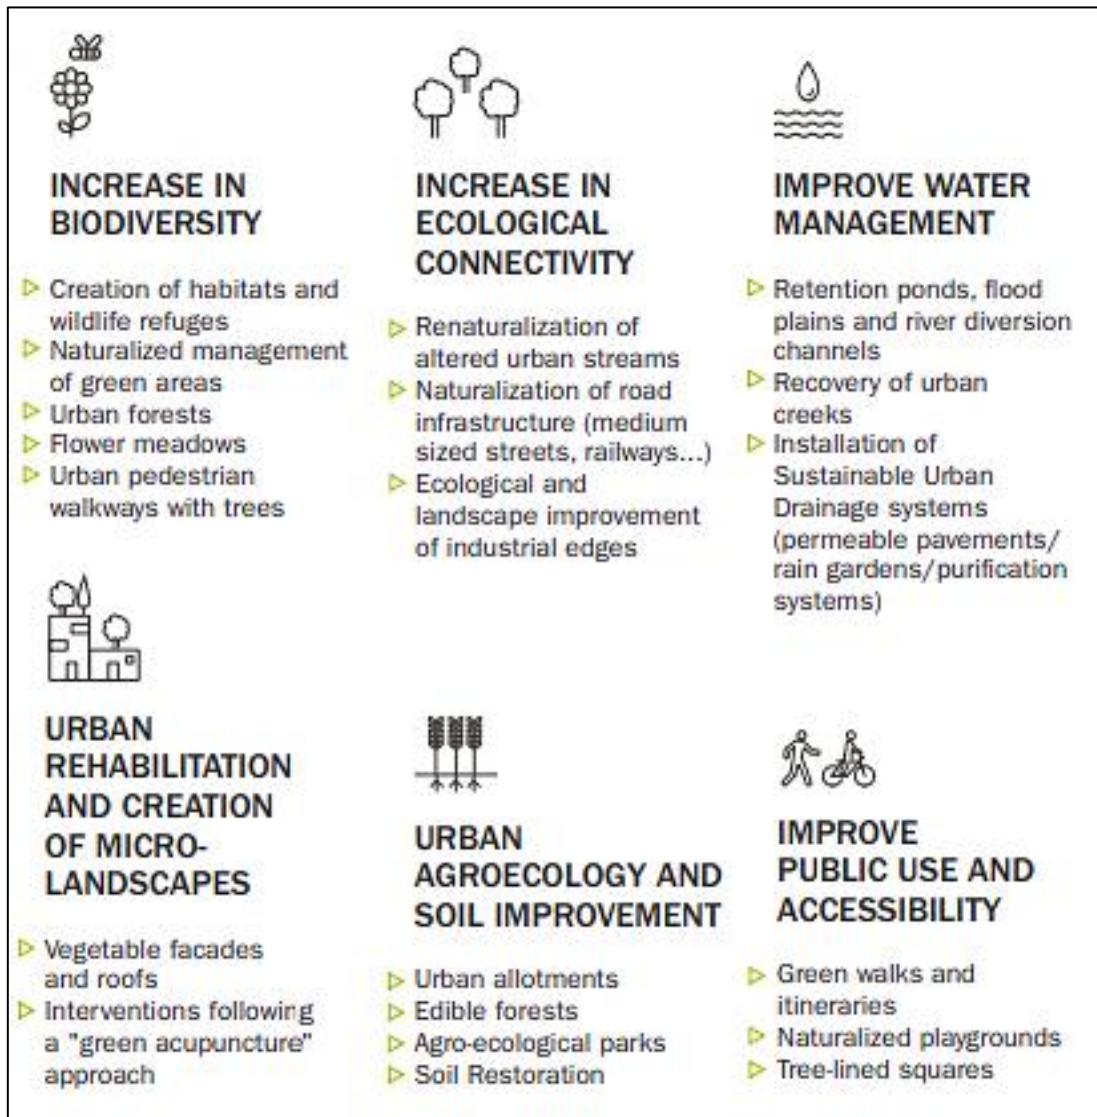 INCREASE IN
BIODIVERSITY
Creation of habitats and
wildlife refuges
Naturalized management
of green areas
Urban forests
Flower meadows
Urban pedestrian
walkways with trees
INCREASE IN
ECOLOGICAL
CONNECTIVITY
Renaturalization of
altered urban streams
Naturalization of road
infrastructure (medium
sized streets, railways...)
Ecological and
landscape improvement
of industrial edges
IMPROVE WATER
MANAGEMENT
Retention ponds, flood
plains and river diversion
channels
Recovery of urban
creeks
Installation of
Sustainable Urban
Drainage systems
(permeable pavements/
rain gardens/purification
systems)
URBAN
REHABILITATION
AND CREATION
OF MICRO-
LANDSCAPES
Vegetable facades
and roofs
Interventions following
a "green acupuncture"
approach
URBAN
AGROECOLOGY AND
SOIL IMPROVEMENT
Urban allotments
Edible forests
Agro-ecological parks
Soil Restoration
IMPROVE
PUBLIC USE AND
ACCESSIBILITY
Green walks and
itineraries
Naturalized playgrounds
Tree-lined squares